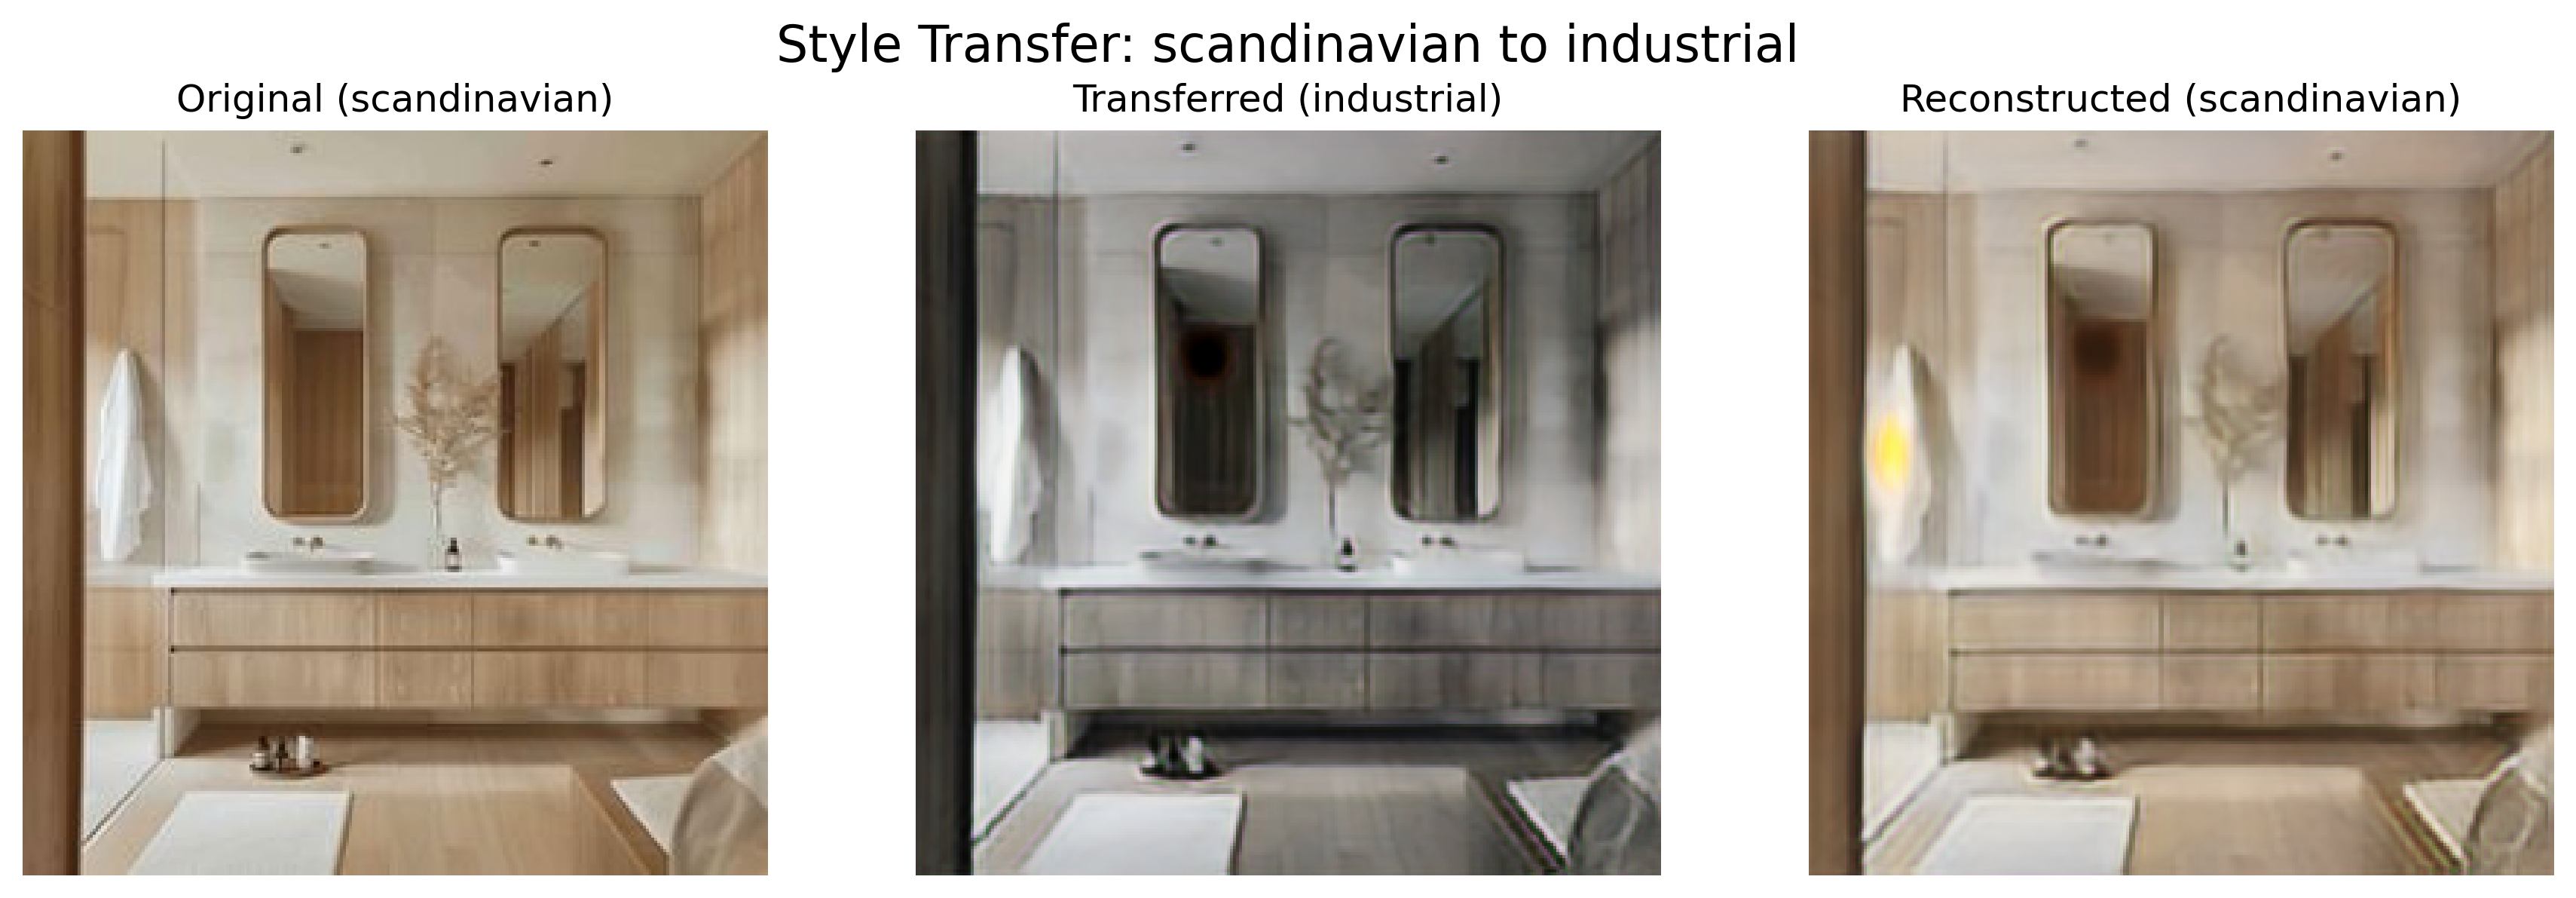 Style Transfer: scandinavian to industrial
Original (scandinavian)
Transferred (industrial)
Reconstructed (scandinavian)